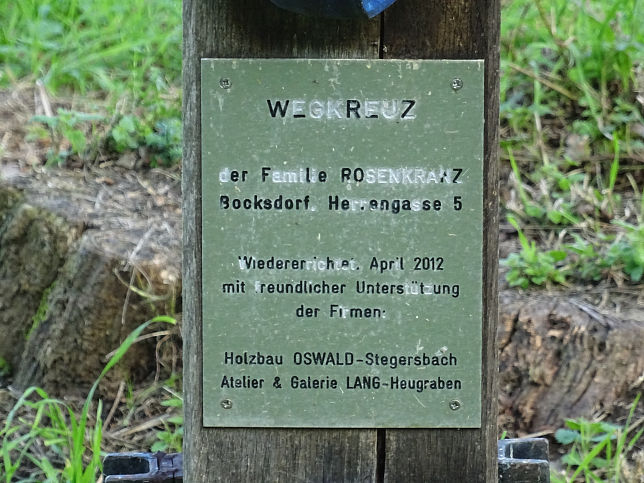 WEGKREUZ
der Familie ROSENKRANZ
Bocksdorf, Herrengasse 5
Wiedererrichtet, April 2012
mit freundlicher Unterstützung
der Firmen:
Holzbau OSWALD-Stegersbach
Atelier & Galerie LANG-Heugraben